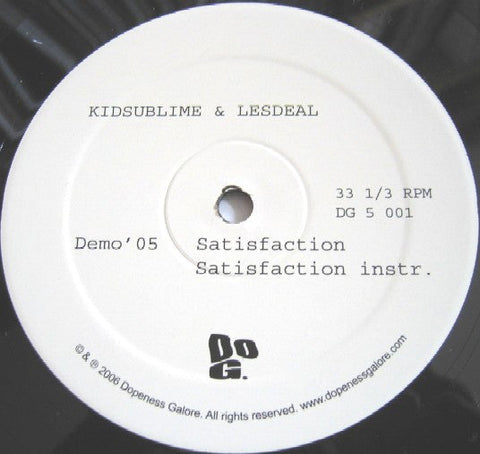 KIDSUBLIME & LESDEAL
33 1/3 RPM
DG 5 001
Demo'05 Satisfaction
Satisfaction instr.
Do
G.
© & ℗ 2006 Dopeness Galore. All rights reserved. www.dopenessgalore.com